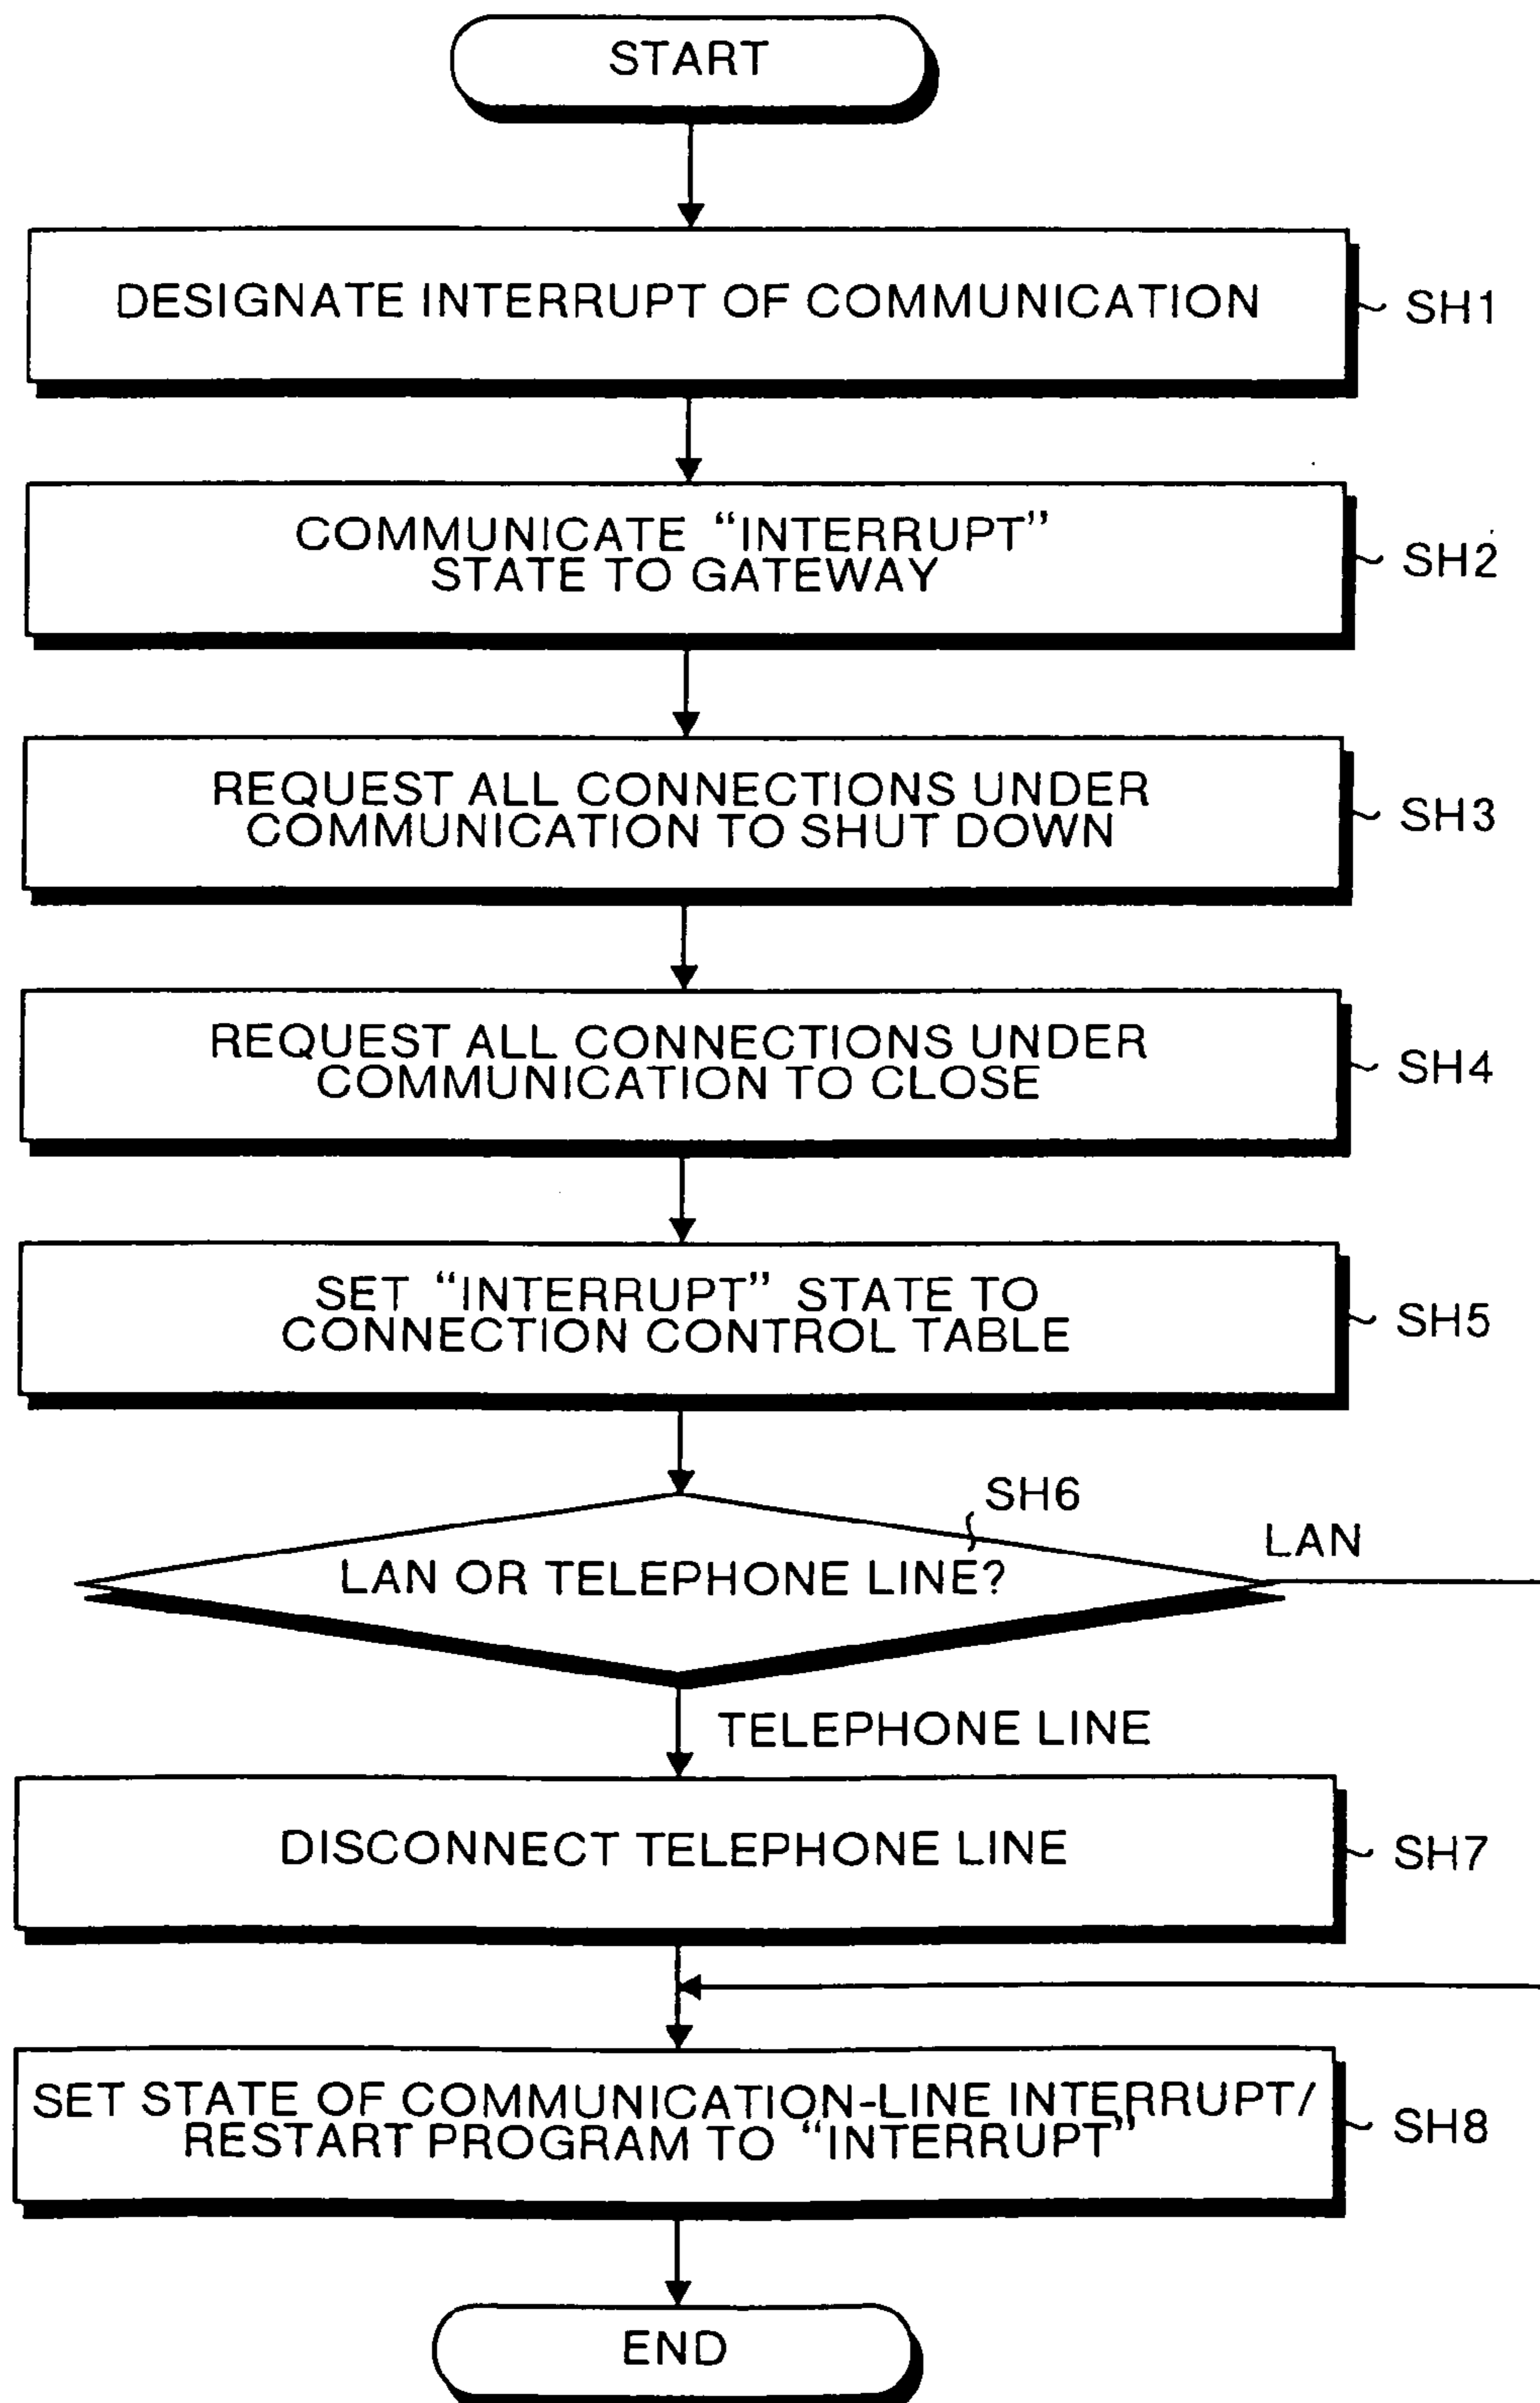 START
DESIGNATE INTERRUPT OF COMMUNICATION
SH1
COMMUNICATE “INTERRUPT”
STATE TO GATEWAY
SH2
REQUEST ALL CONNECTIONS UNDER
COMMUNICATION TO SHUT DOWN
SH3
REQUEST ALL CONNECTIONS UNDER
COMMUNICATION TO CLOSE
SH4
SET “INTERRUPT” STATE TO
CONNECTION CONTROL TABLE
SH5
SH6
LAN OR TELEPHONE LINE?
LAN
TELEPHONE LINE
DISCONNECT TELEPHONE LINE
SH7
SET STATE OF COMMUNICATION-LINE INTERRUPT/
RESTART PROGRAM TO “INTERRUPT”
SH8
END